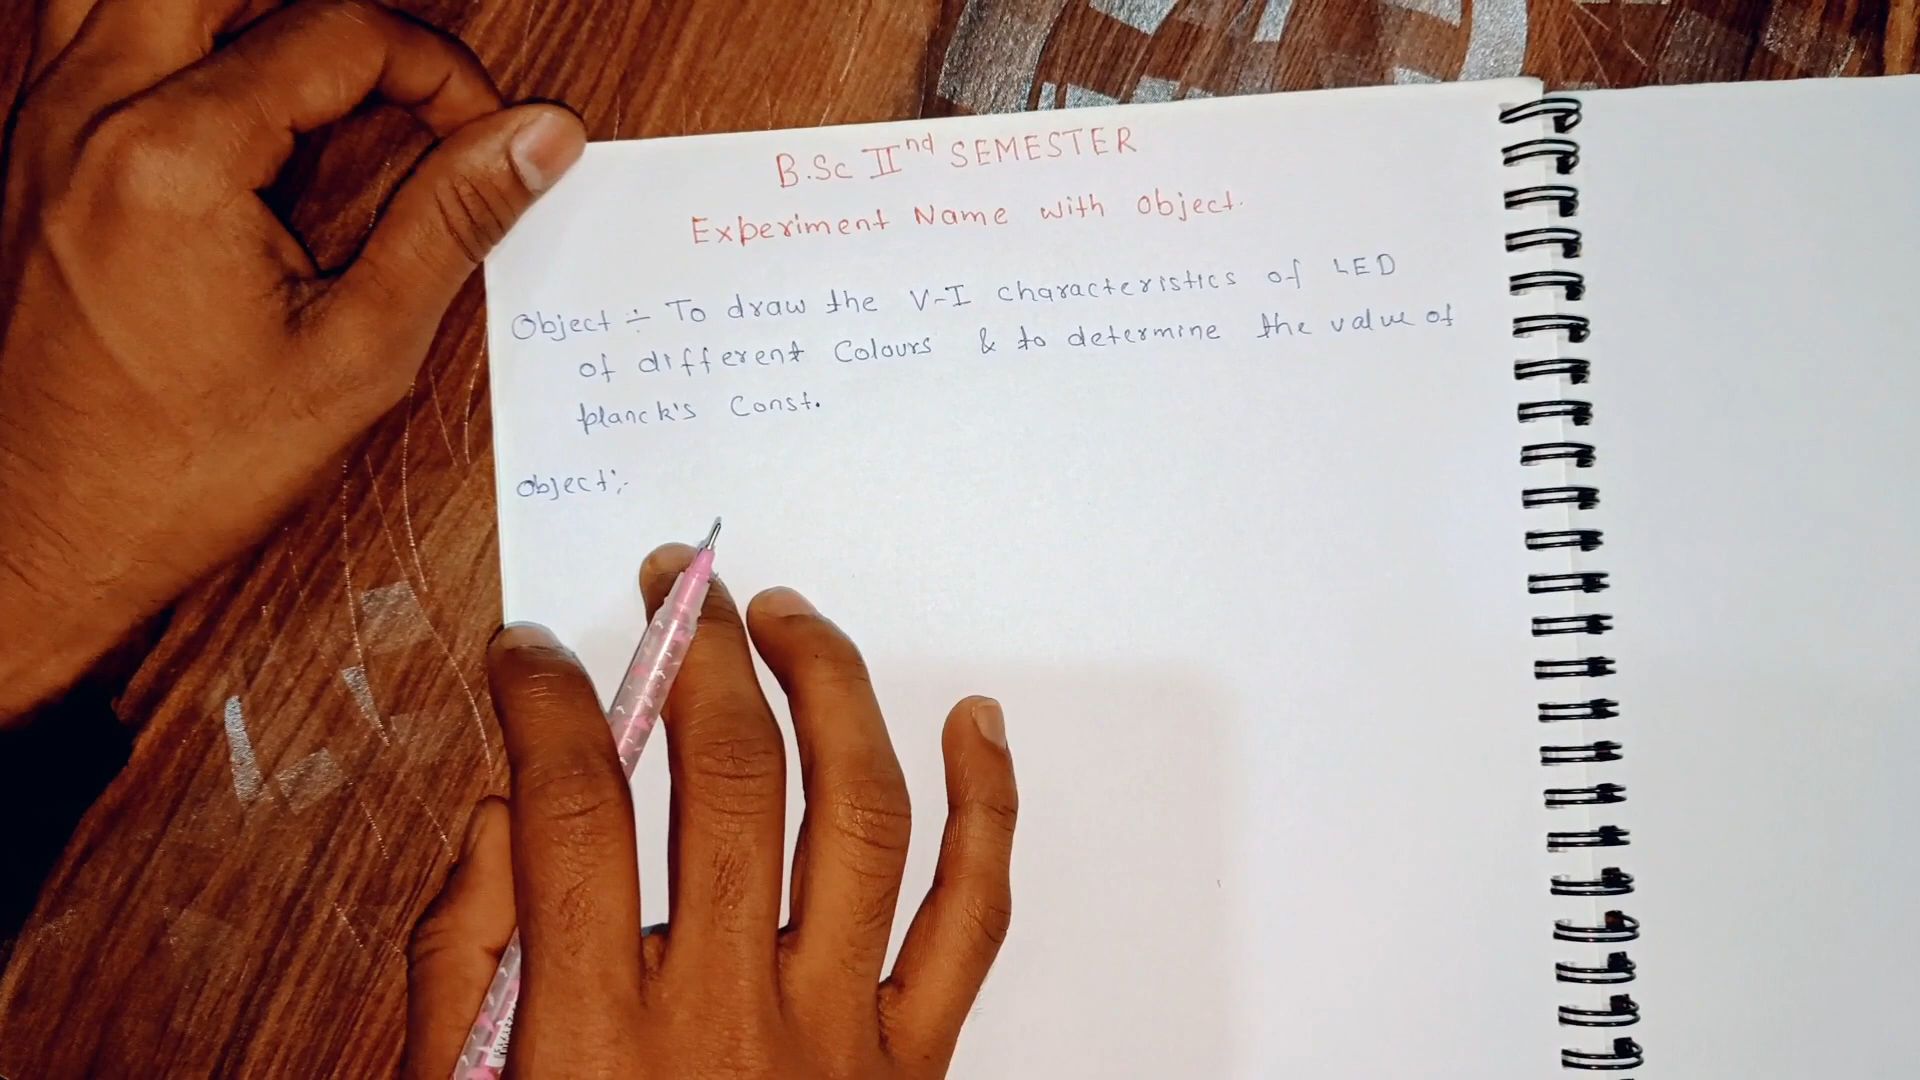 B.Sc IInd SEMESTER
Experiment Name with Object.
Object ÷ To draw the V-I characteristics of LED
of different Colours & to determine the value of
planck's Const.
Object:-